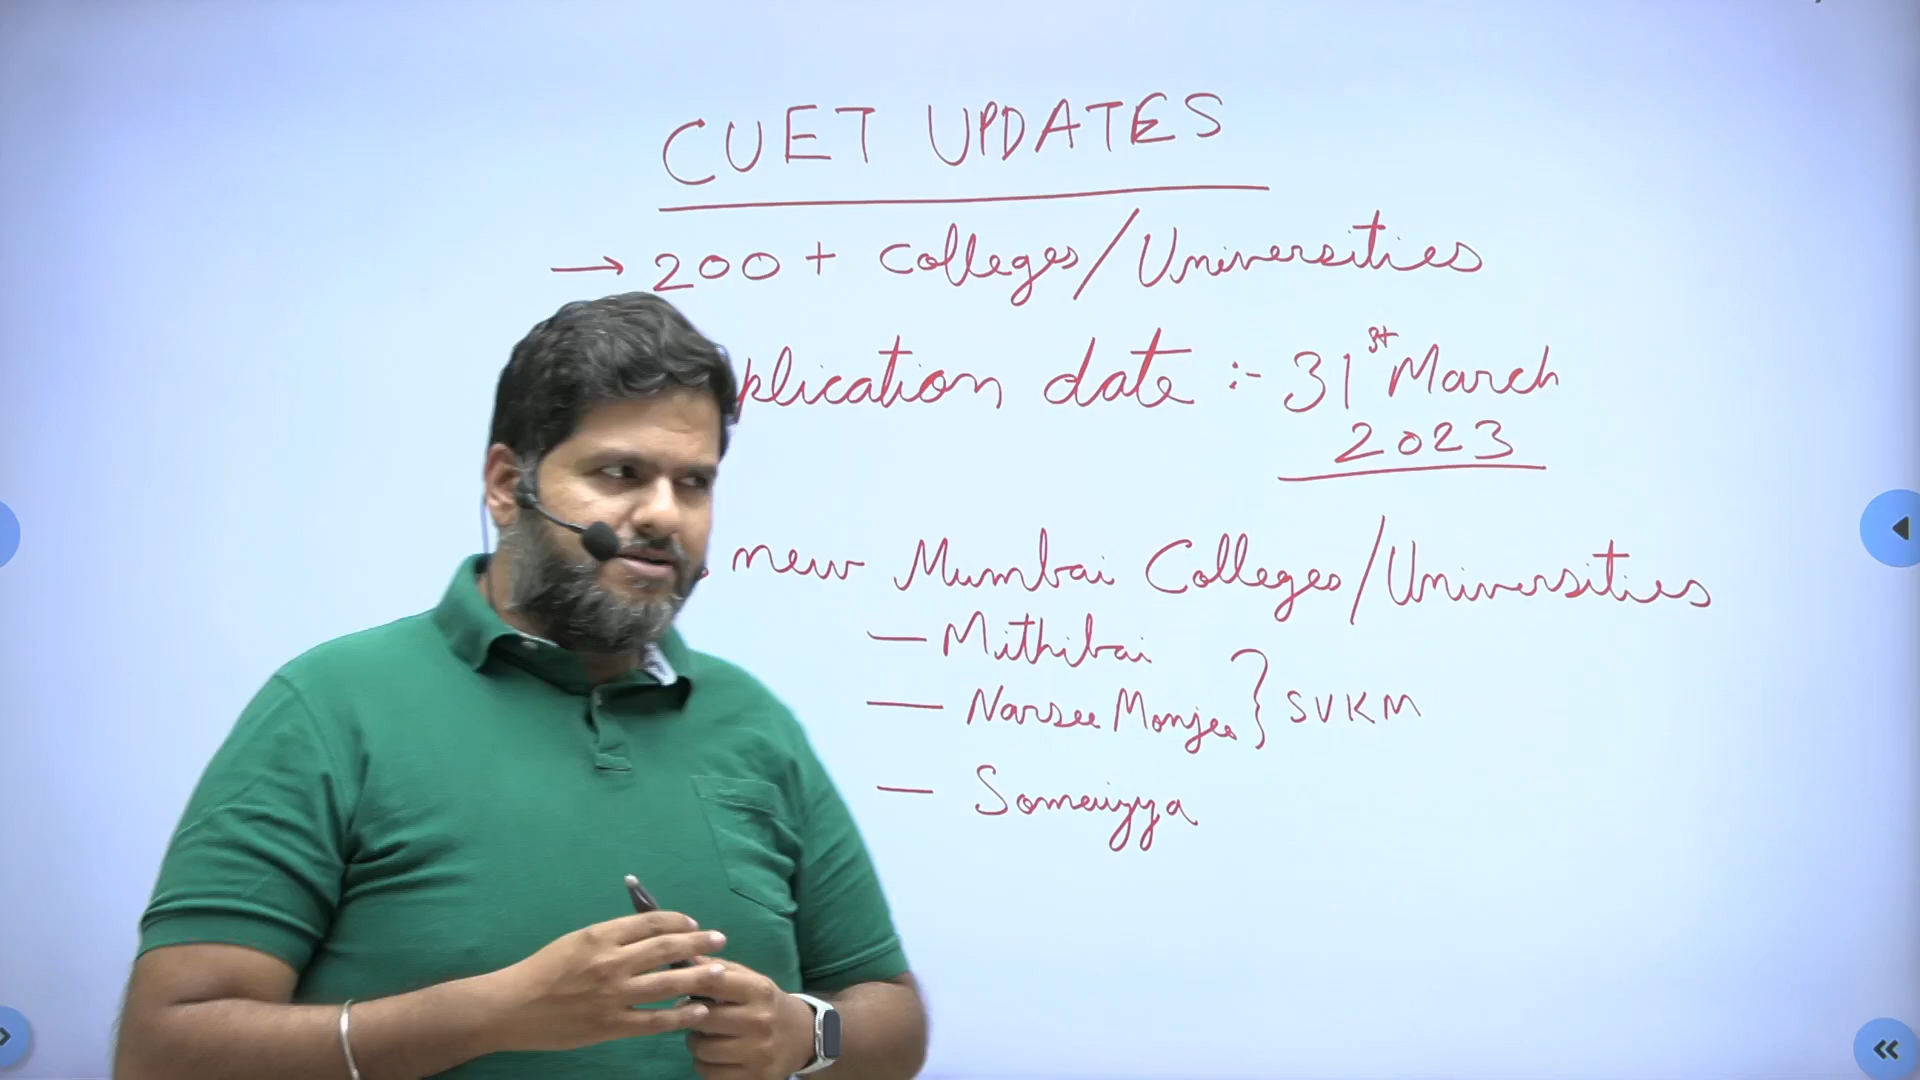 CUET UPDATES
→ 200 + Colleges/Universities
plication date :- 31st March
2023
new Mumbai Colleges/Universities
— Mithibai
— Narsee Monjee } SVKM
— Somaiyya